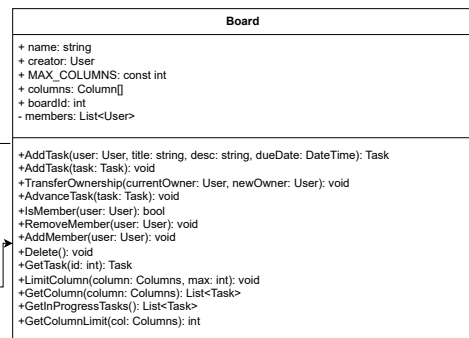 Board
+ name: string
+ creator: User
+ MAX_COLUMNS: const int
+ columns: Column[]
+ boardId: int
- members: List<User>
+AddTask(user: User, title: string, desc: string, dueDate: DateTime): Task
+AddTask(task: Task): void
+TransferOwnership(currentOwner: User, newOwner: User): void
+AdvanceTask(task: Task): void
+IsMember(user: User): bool
+RemoveMember(user: User): void
+AddMember(user: User): void
+Delete(): void
+GetTask(id: int): Task
+LimitColumn(column: Columns, max: int): void
+GetColumn(column: Columns): List<Task>
+GetInProgressTasks(): List<Task>
+GetColumnLimit(col: Columns): int